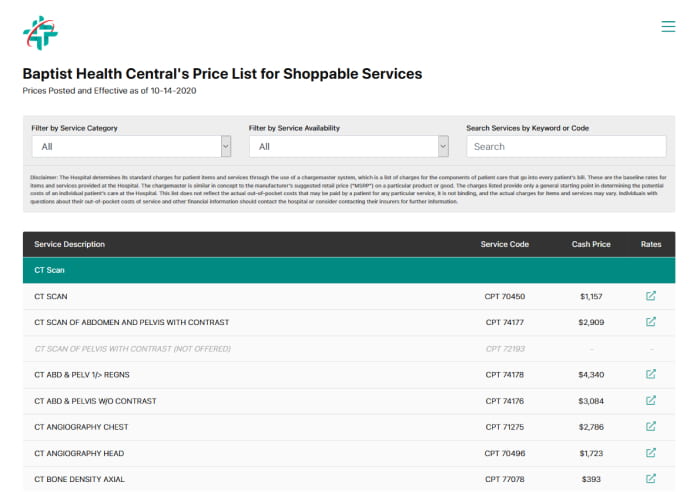 Baptist Health Central's Price List for Shoppable Services
Prices Posted and Effective as of 10-14-2020
Filter by Service Category Filter by Service Availability Search Services by Keyword or Code
All All Search
Disclaimer: The Hospital determines its standard charges for patient items and services through the use of a chargemaster system, which is a list of charges for the components of patient care that go into every patient's bill. These are the baseline rates for
items and services provided at the Hospital. The chargemaster is similar in concept to the manufacturer's suggested retail price ("MSRP") on a particular product or good. The charges listed provide only a general starting point in determining the potential
costs of an individual patient's care at the Hospital. This list does not reflect the actual out-of-pocket costs that may be paid by a patient for any particular service, it is not binding, and the actual charges for items and services may vary. Individuals with
questions about their out-of-pocket costs of service and other financial information should contact the hospital or consider contacting their insurers for further information.
Service Description Service Code Cash Price Rates
CT Scan
CT SCAN CPT 70450 $1,157
CT SCAN OF ABDOMEN AND PELVIS WITH CONTRAST CPT 74177 $2,909
CT SCAN OF PELVIS WITH CONTRAST (NOT OFFERED) CPT 72193 - -
CT ABD & PELV 1/> REGNS CPT 74178 $4,340
CT ABD & PELVIS W/O CONTRAST CPT 74176 $3,084
CT ANGIOGRAPHY CHEST CPT 71275 $2,786
CT ANGIOGRAPHY HEAD CPT 70496 $1,723
CT BONE DENSITY AXIAL CPT 77078 $393